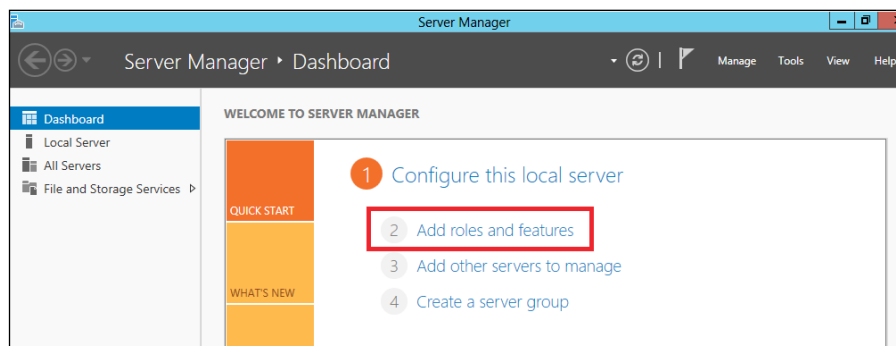 Server Manager
Server Manager ‣ Dashboard
Manage Tools View Help
Dashboard
Local Server
All Servers
File and Storage Services
WELCOME TO SERVER MANAGER
QUICK START
WHAT'S NEW
1 Configure this local server
2 Add roles and features
3 Add other servers to manage
4 Create a server group